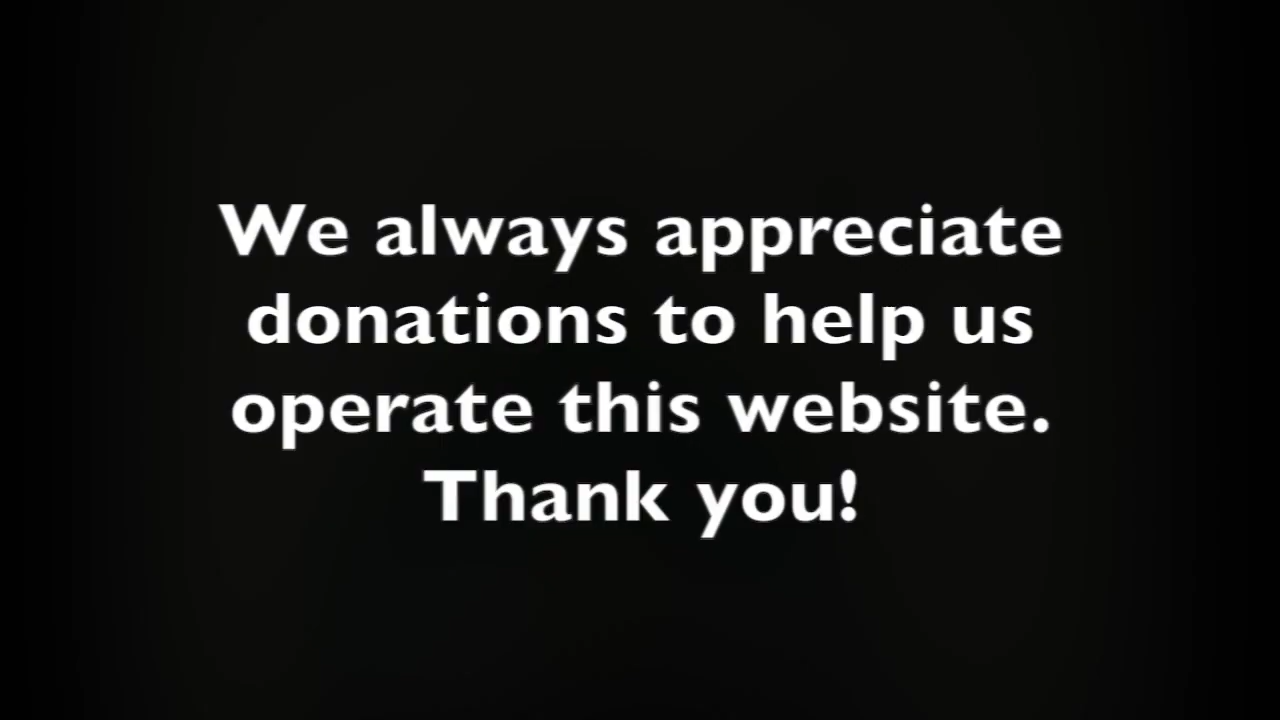 We always appreciate
donations to help us
operate this website.
Thank you!